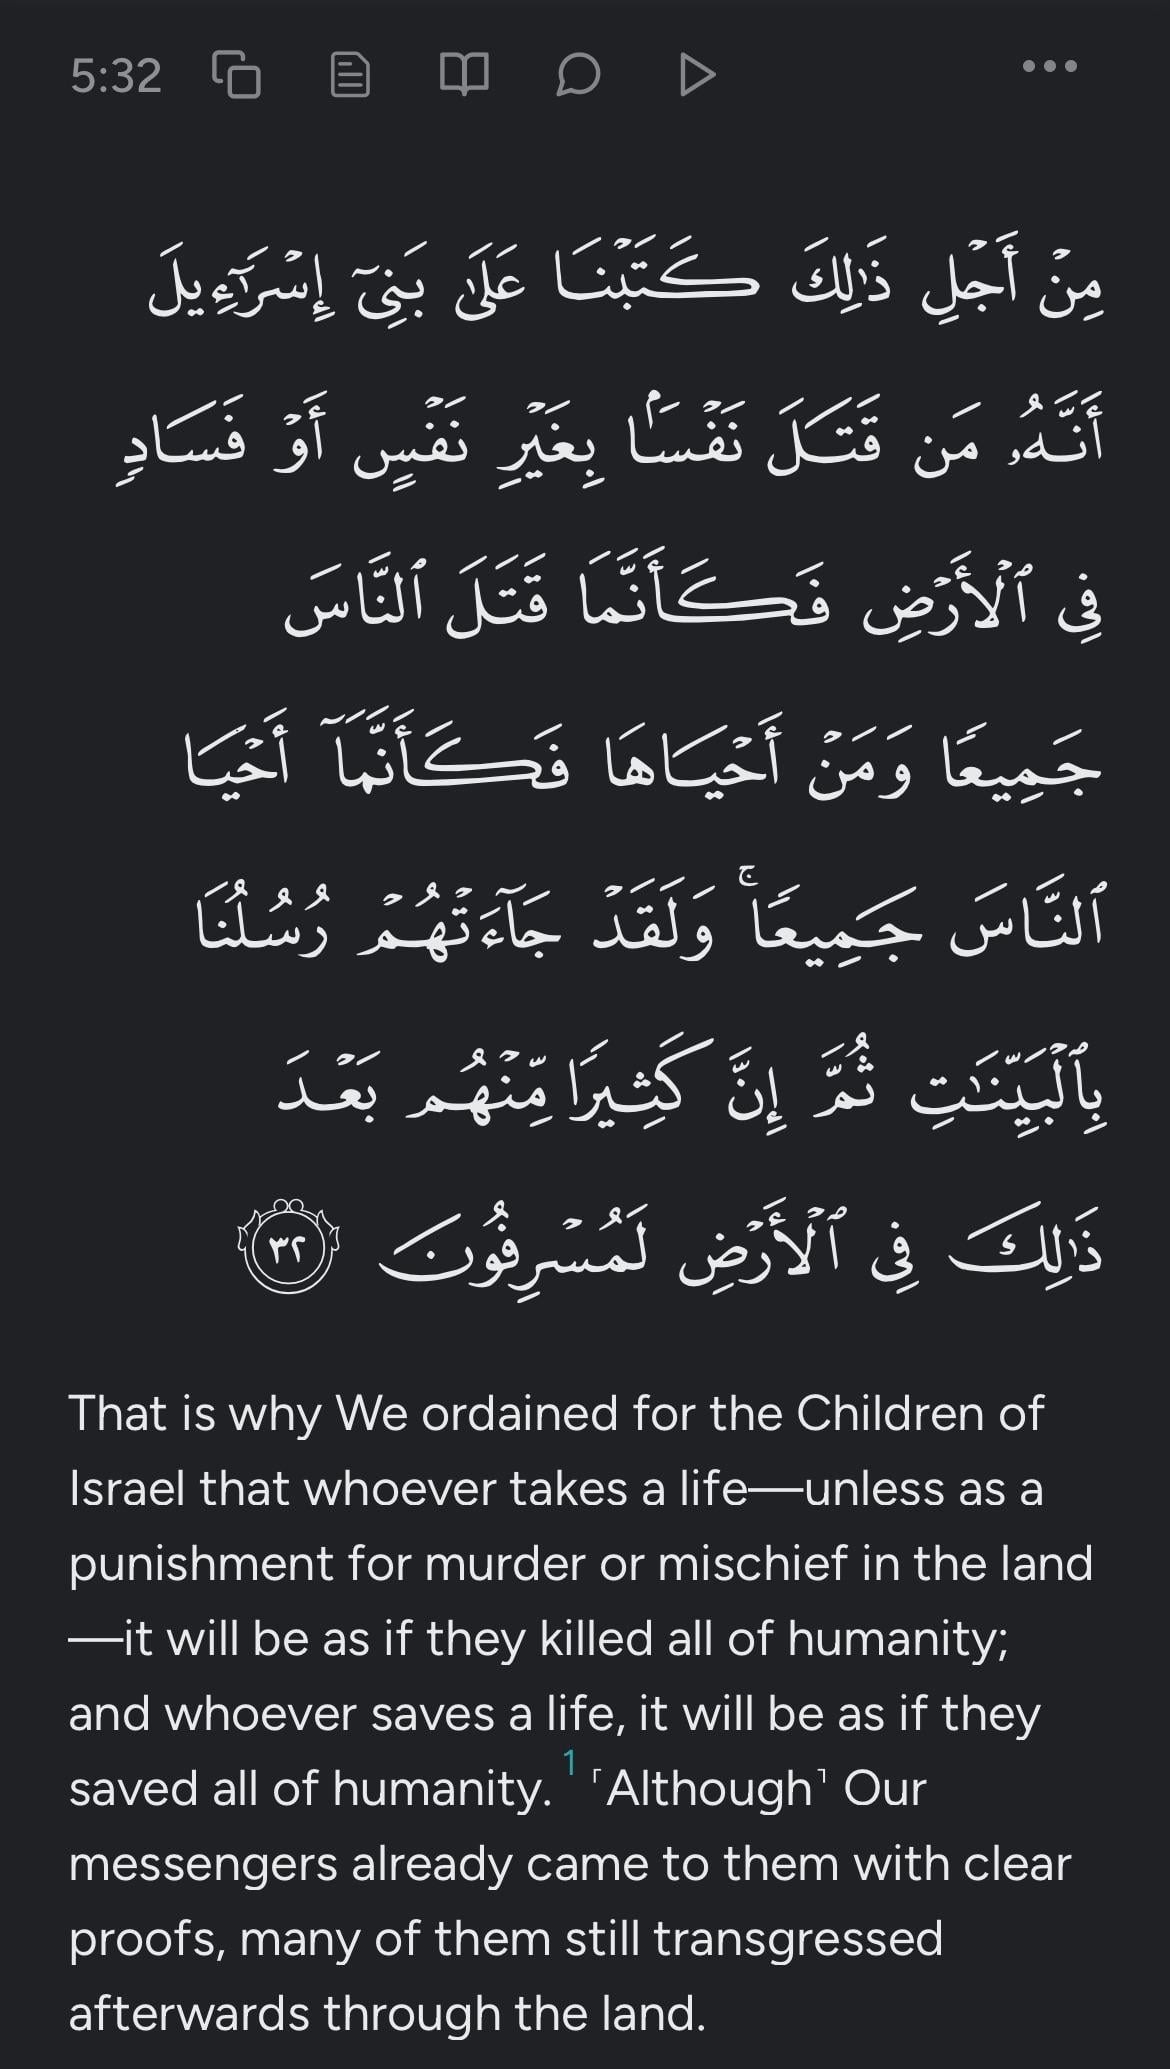 5:32
مِنْ أَجْلِ ذَٰلِكَ كَتَبْنَا عَلَىٰ بَنِىٓ إِسْرَٰٓءِيلَ
أَنَّهُۥ مَن قَتَلَ نَفْسًۢا بِغَيْرِ نَفْسٍ أَوْ فَسَادٍ
فِى ٱلْأَرْضِ فَكَأَنَّمَا قَتَلَ ٱلنَّاسَ
جَمِيعًا وَمَنْ أَحْيَاهَا فَكَأَنَّمَآ أَحْيَا
ٱلنَّاسَ جَمِيعًا ۚ وَلَقَدْ جَآءَتْهُمْ رُسُلُنَا
بِٱلْبَيِّنَـٰتِ ثُمَّ إِنَّ كَثِيرًا مِّنْهُم بَعْدَ
ذَٰلِكَ فِى ٱلْأَرْضِ لَمُسْرِفُونَ ٣٢
That is why We ordained for the Children of
Israel that whoever takes a life—unless as a
punishment for murder or mischief in the land
—it will be as if they killed all of humanity;
and whoever saves a life, it will be as if they
saved all of humanity. 1 ˹Although˺ Our
messengers already came to them with clear
proofs, many of them still transgressed
afterwards through the land.